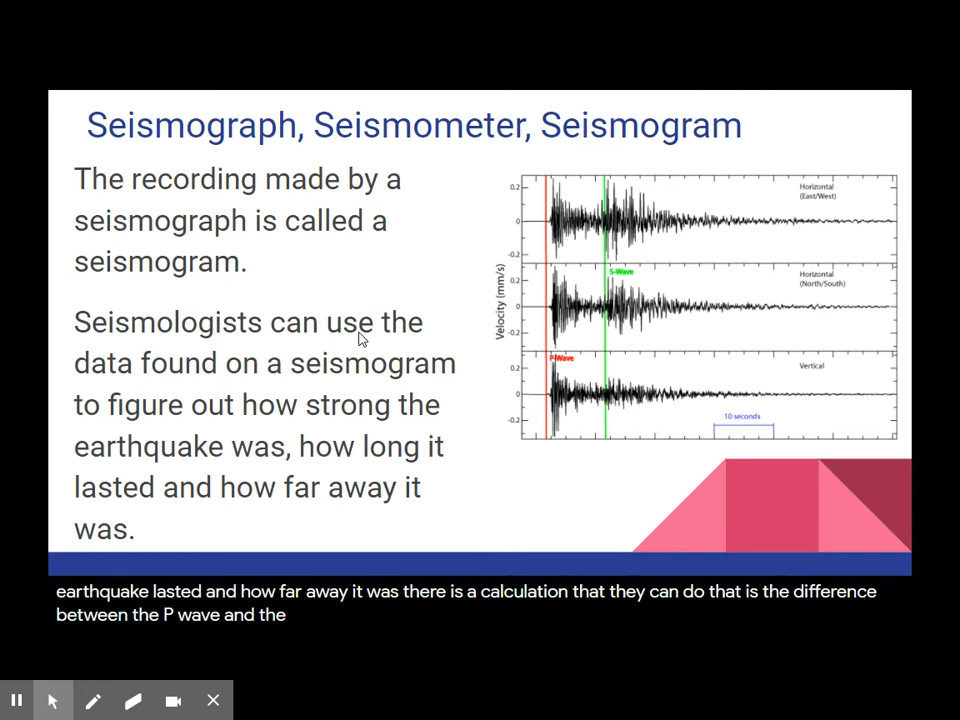 Seismograph, Seismometer, Seismogram
The recording made by a
seismograph is called a
seismogram.
Seismologists can use the
data found on a seismogram
to figure out how strong the
earthquake was, how long it
lasted and how far away it
was.
Velocity (mm/s)
0.2
0
-0.2
Horizontal
(East/West)
S-Wave
0.2
0
-0.2
Horizontal
(North/South)
P-Wave
0.2
0
-0.2
Vertical
10 seconds
earthquake lasted and how far away it was there is a calculation that they can do that is the difference
between the P wave and the